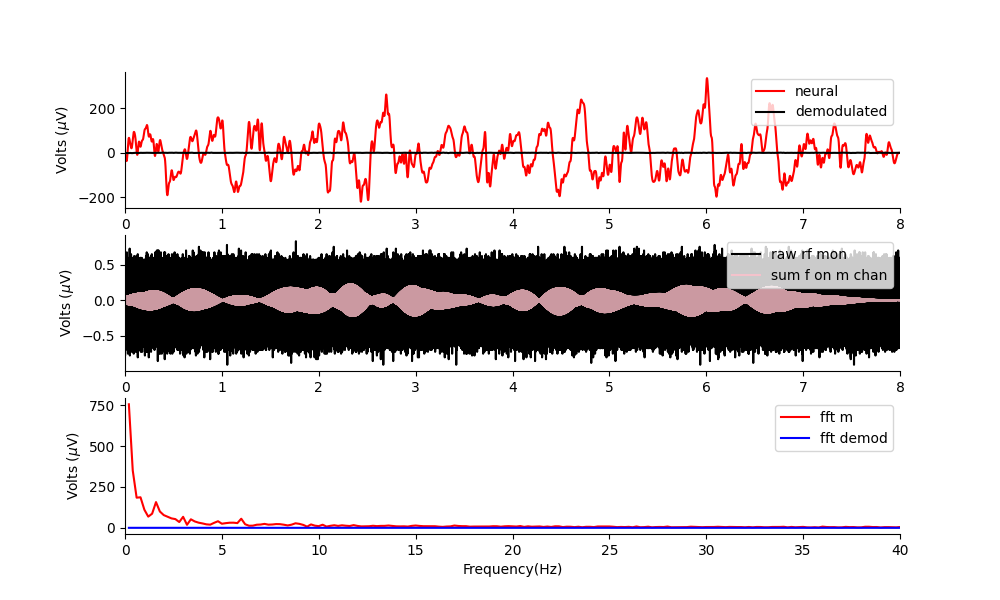 Volts (μV)
200
0
−200
neural
demodulated
0 1 2 3 4 5 6 7 8
Volts (μV)
0.5
0.0
−0.5
raw rf mon
sum f on m chan
0 1 2 3 4 5 6 7 8
Volts (μV)
750
500
250
0
fft m
fft demod
0 5 10 15 20 25 30 35 40
Frequency(Hz)